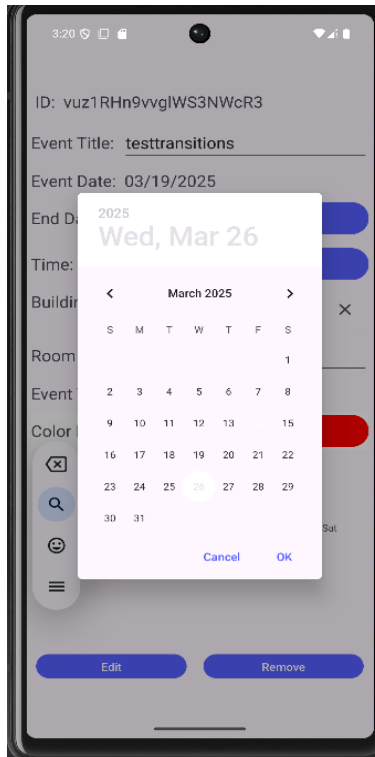 3:20
ID: vuz1RHn9vvglWS3NWcR3
Event Title: testtransitions
Event Date: 03/19/2025
End Da
Time:
Buildin
Room
Event
Color
2025
Wed, Mar 26
March 2025
S M T W T F S
1
2 3 4 5 6 7 8
9 10 11 12 13 15
16 17 18 19 20 21 22
23 24 25 26 27 28 29
30 31
Cancel OK
Sat
Edit Remove